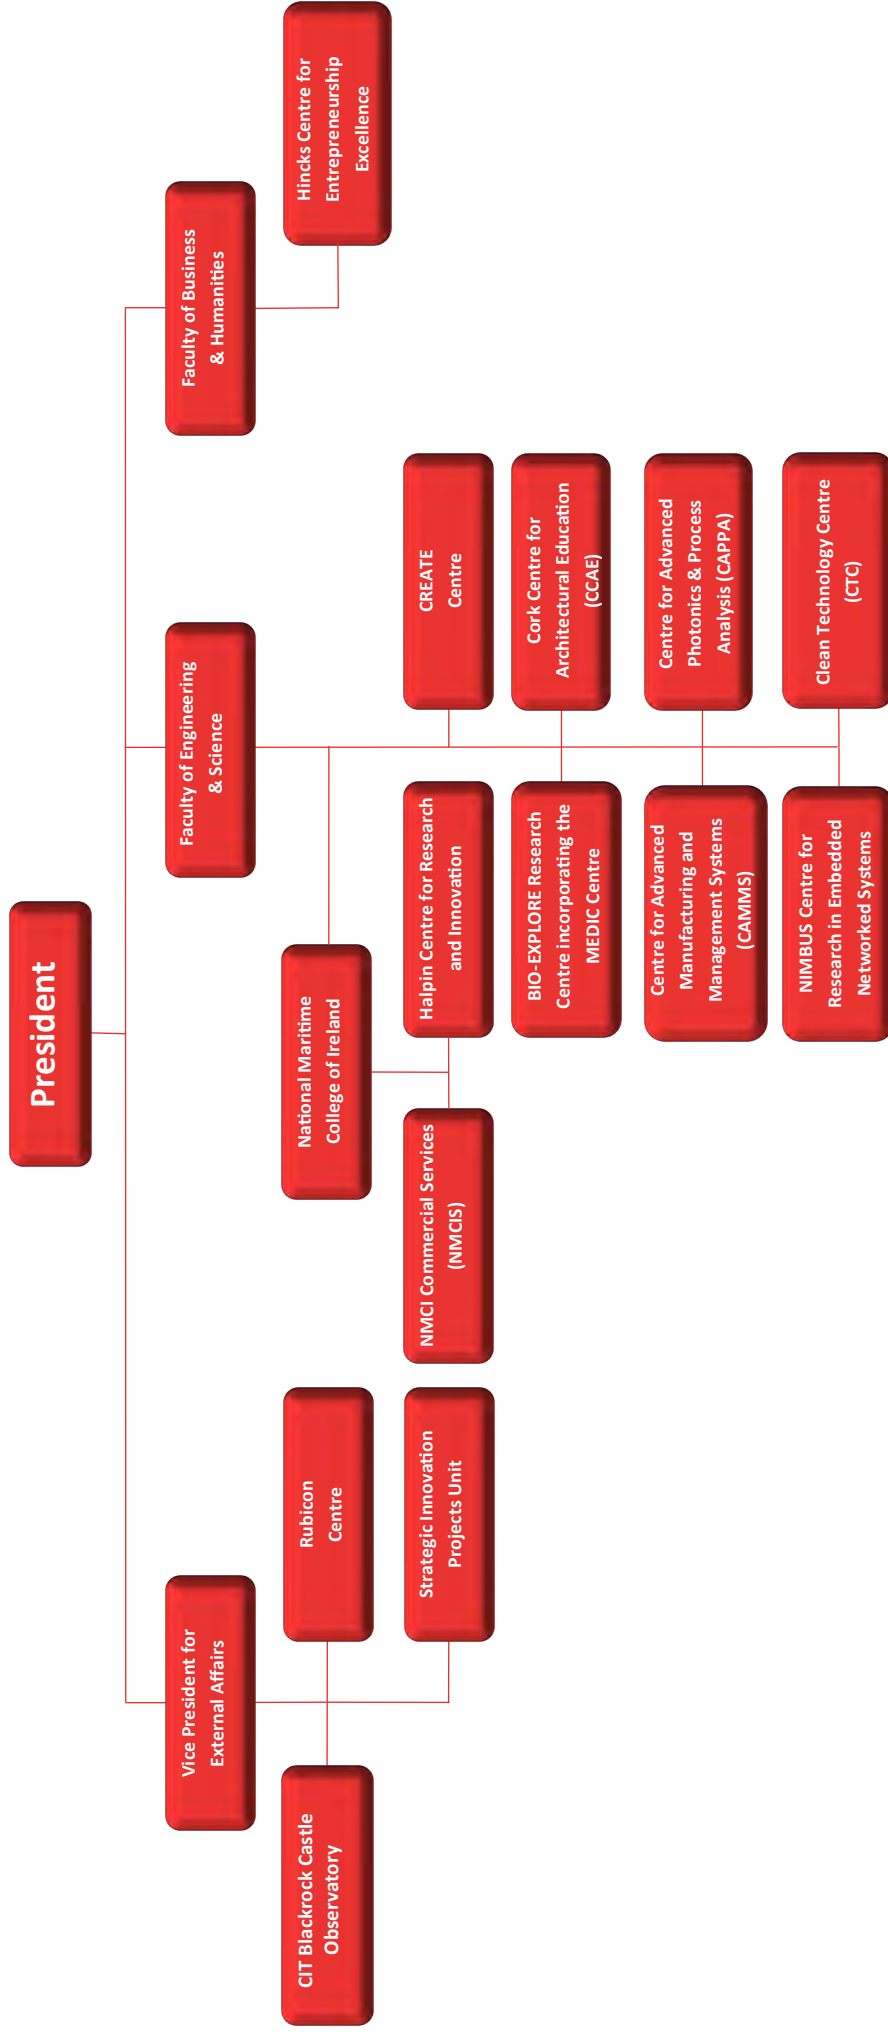 President
Vice President for
External Affairs
Faculty of Engineering
& Science
Faculty of Business
& Humanities
CIT Blackrock Castle
Observatory
Rubicon
Centre
National Maritime
College of Ireland
Hincks Centre for
Entrepreneurship
Excellence
Strategic Innovation
Projects Unit
NMCI Commercial Services
(NMCIS)
Halpin Centre for Research
and Innovation
CREATE
Centre
BIO-EXPLORE Research
Centre incorporating the
MEDIC Centre
Cork Centre for
Architectural Education
(CCAE)
Centre for Advanced
Manufacturing and
Management Systems
(CAMMS)
Centre for Advanced
Photonics & Process
Analysis (CAPPA)
NIMBUS Centre for
Research in Embedded
Networked Systems
Clean Technology Centre
(CTC)